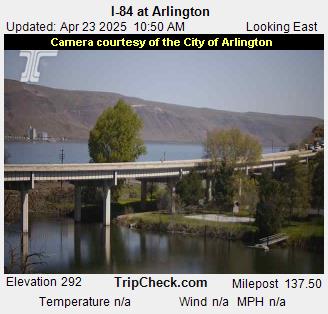 I-84 at Arlington
Updated: Apr 23 2025 10:50 AM Looking East
Camera courtesy of the City of Arlington
Elevation 292 TripCheck.com Milepost 137.50
Temperature n/a Wind n/a MPH n/a